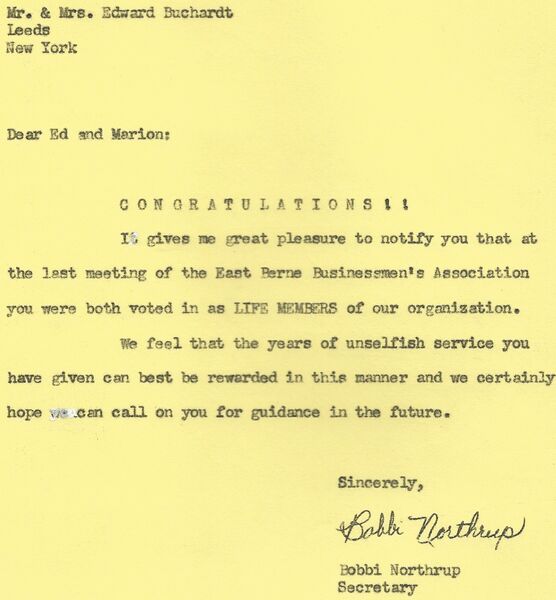 Mr. & Mrs. Edward Buchardt
Leeds
New York
Dear Ed and Marion:
C O N G R A T U L A T I O N S ! !
It gives me great pleasure to notify you that at
the last meeting of the East Berne Businessmen's Association
you were both voted in as LIFE MEMBERS of our organization.
We feel that the years of unselfish service you
have given can best be rewarded in this manner and we certainly
hope we can call on you for guidance in the future.
Sincerely,
Bobbi Northrup
Bobbi Northrup
Secretary